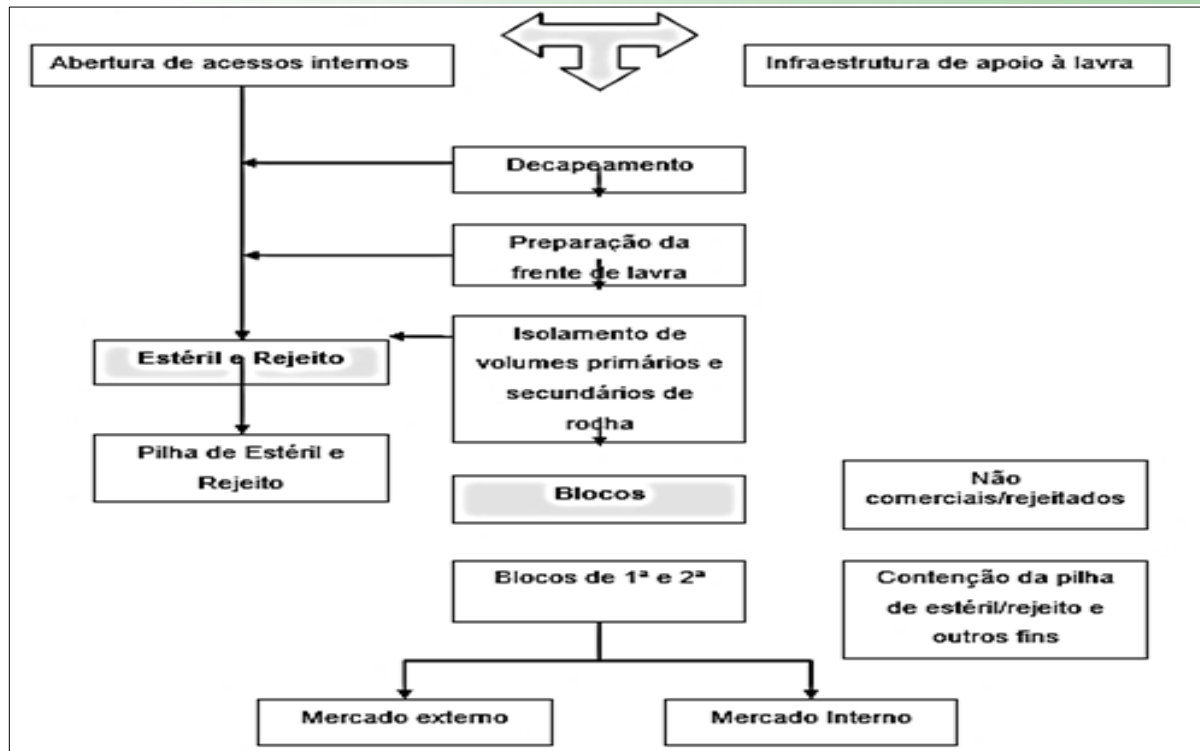 Abertura de acessos internos
Infraestrutura de apoio à lavra
Decapeamento
Preparação da
frente de lavra
Isolamento de
volumes primários e
secundários de
rocha
Estéril e Rejeito
Pilha de Estéril e
Rejeito
Blocos
Não
comerciais/rejeitados
Blocos de 1ª e 2ª
Contenção da pilha
de estéril/rejeito e
outros fins
Mercado externo
Mercado Interno